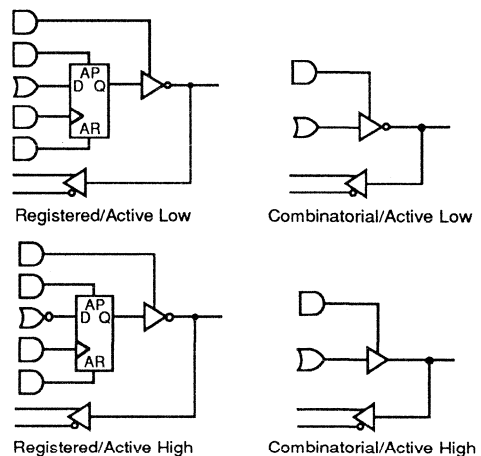 AP
D Q
AR
Registered/Active Low
Combinatorial/Active Low
AP
D Q
AR
Registered/Active High
Combinatorial/Active High